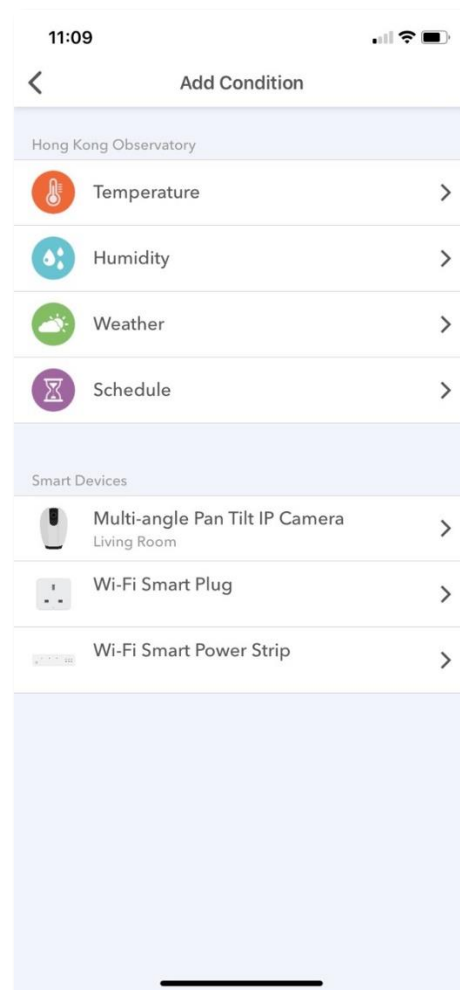 11:09
Add Condition
Hong Kong Observatory
Temperature
Humidity
Weather
Schedule
Smart Devices
Multi-angle Pan Tilt IP Camera
Living Room
Wi-Fi Smart Plug
Wi-Fi Smart Power Strip